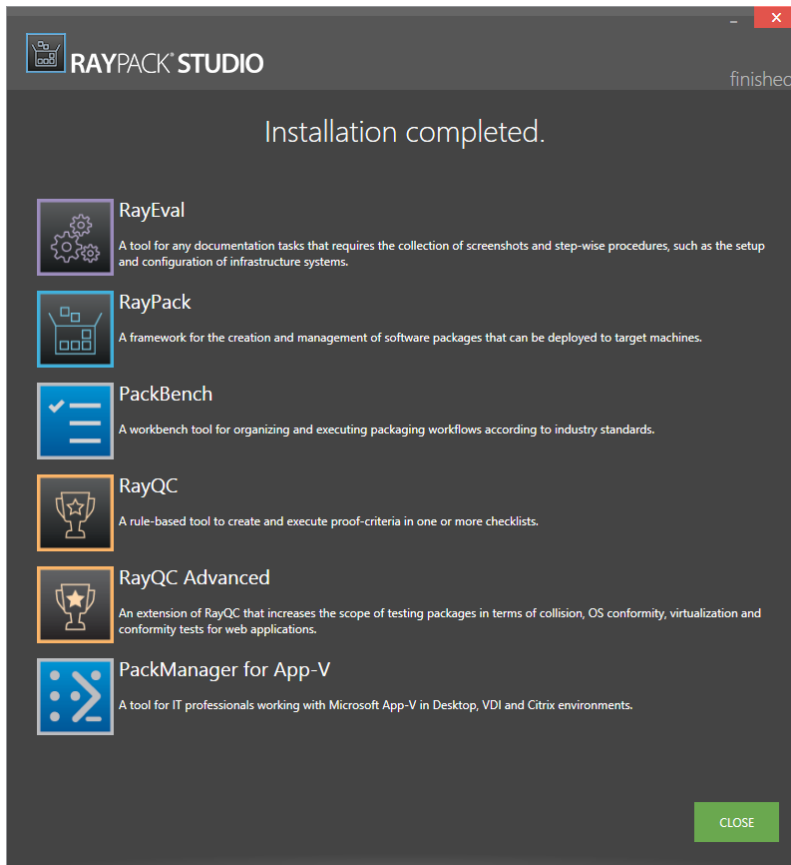 RAYPACK® STUDIO
finished
Installation completed.
RayEval
A tool for any documentation tasks that requires the collection of screenshots and step-wise procedures, such as the setup
and configuration of infrastructure systems.
RayPack
A framework for the creation and management of software packages that can be deployed to target machines.
PackBench
A workbench tool for organizing and executing packaging workflows according to industry standards.
RayQC
A rule-based tool to create and execute proof-criteria in one or more checklists.
RayQC Advanced
An extension of RayQC that increases the scope of testing packages in terms of collision, OS conformity, virtualization and
conformity tests for web applications.
PackManager for App-V
A tool for IT professionals working with Microsoft App-V in Desktop, VDI and Citrix environments.
CLOSE